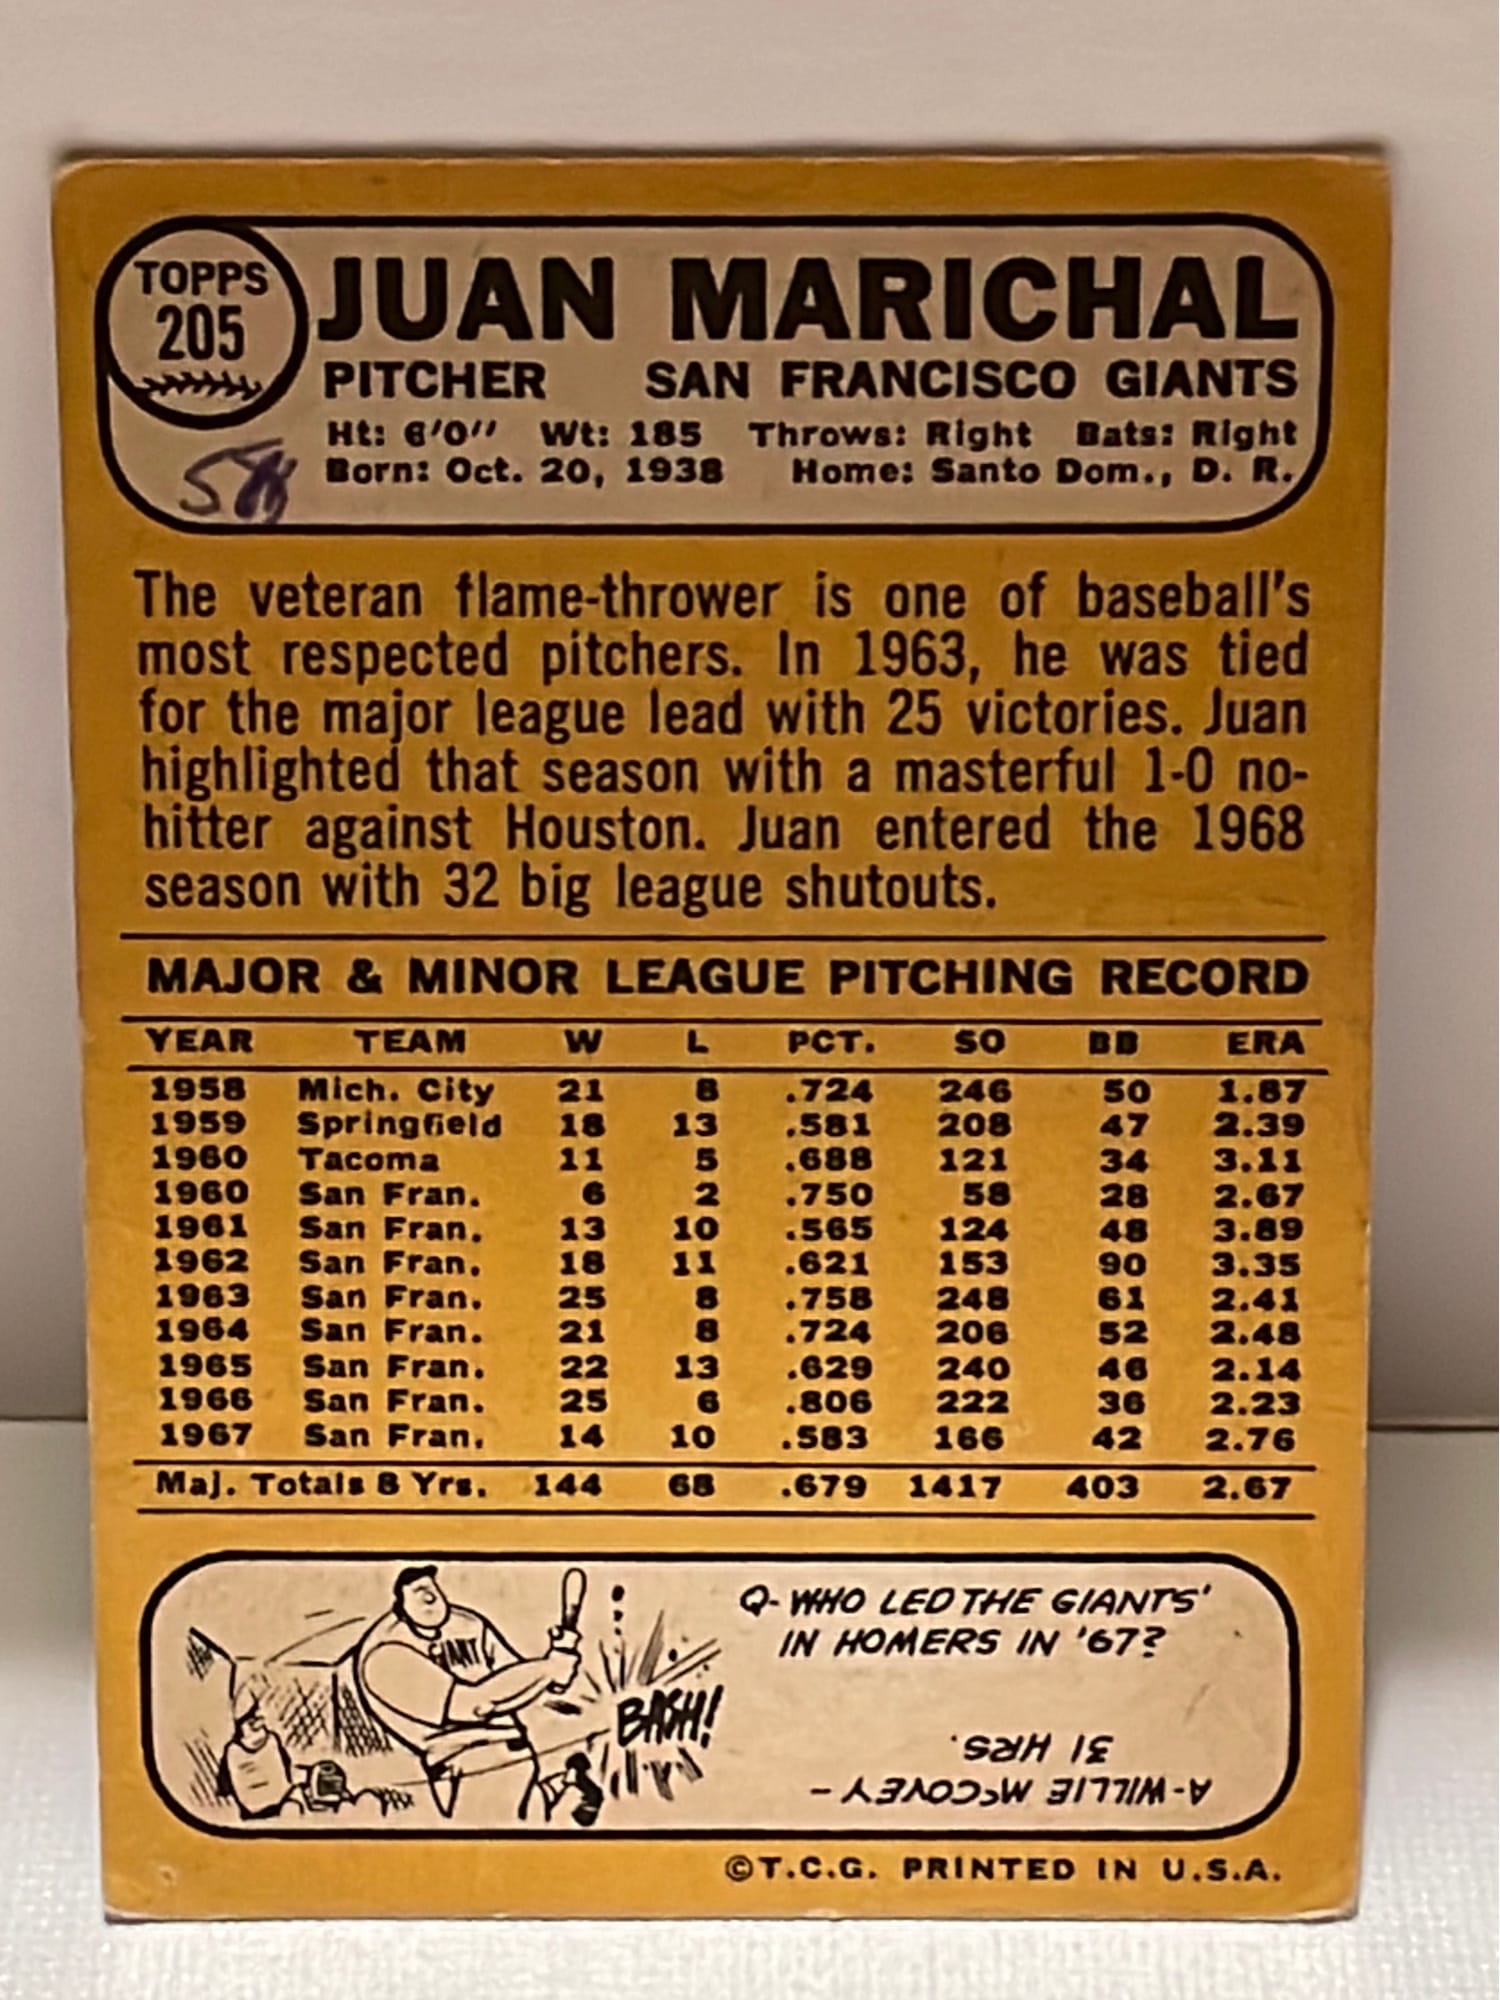 TOPPS
205
JUAN MARICHAL
PITCHER SAN FRANCISCO GIANTS
Ht: 6'0" Wt: 185 Throws: Right Bats: Right
Born: Oct. 20, 1938 Home: Santo Dom., D. R.
The veteran flame-thrower is one of baseball's
most respected pitchers. In 1963, he was tied
for the major league lead with 25 victories. Juan
highlighted that season with a masterful 1-0 no-
hitter against Houston. Juan entered the 1968
season with 32 big league shutouts.
MAJOR & MINOR LEAGUE PITCHING RECORD
YEAR TEAM W L PCT. SO BB ERA
1958 Mich. City 21 8 .724 246 50 1.87
1959 Springfield 18 13 .581 208 47 2.39
1960 Tacoma 11 5 .688 121 34 3.11
1960 San Fran. 6 2 .750 58 28 2.67
1961 San Fran. 13 10 .565 124 48 3.89
1962 San Fran. 18 11 .621 153 90 3.35
1963 San Fran. 25 8 .758 248 61 2.41
1964 San Fran. 21 8 .724 206 52 2.48
1965 San Fran. 22 13 .629 240 46 2.14
1966 San Fran. 25 6 .806 222 36 2.23
1967 San Fran. 14 10 .583 166 42 2.76
Maj. Totals 8 Yrs. 144 68 .679 1417 403 2.67
GIANTS
BASH!
Q-WHO LED THE GIANTS'
IN HOMERS IN '67?
A-WILLIE McCOVEY-
31 HRS.
©T.C.G. PRINTED IN U.S.A.